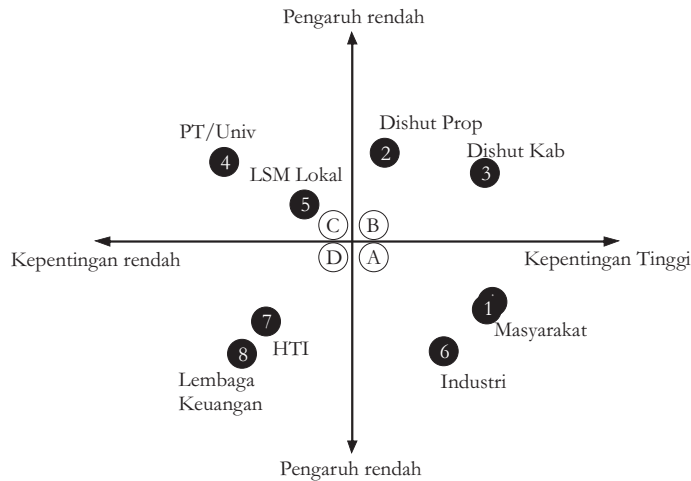 Pengaruh rendah
Dishut Prop
PT/Univ
2
Dishut Kab
4
3
LSM Lokal
5
C
B
Kepentingan rendah
D
A
Kepentingan Tinggi
1
7
Masyarakat
8
HTI
6
Lembaga
Keuangan
Industri
Pengaruh rendah